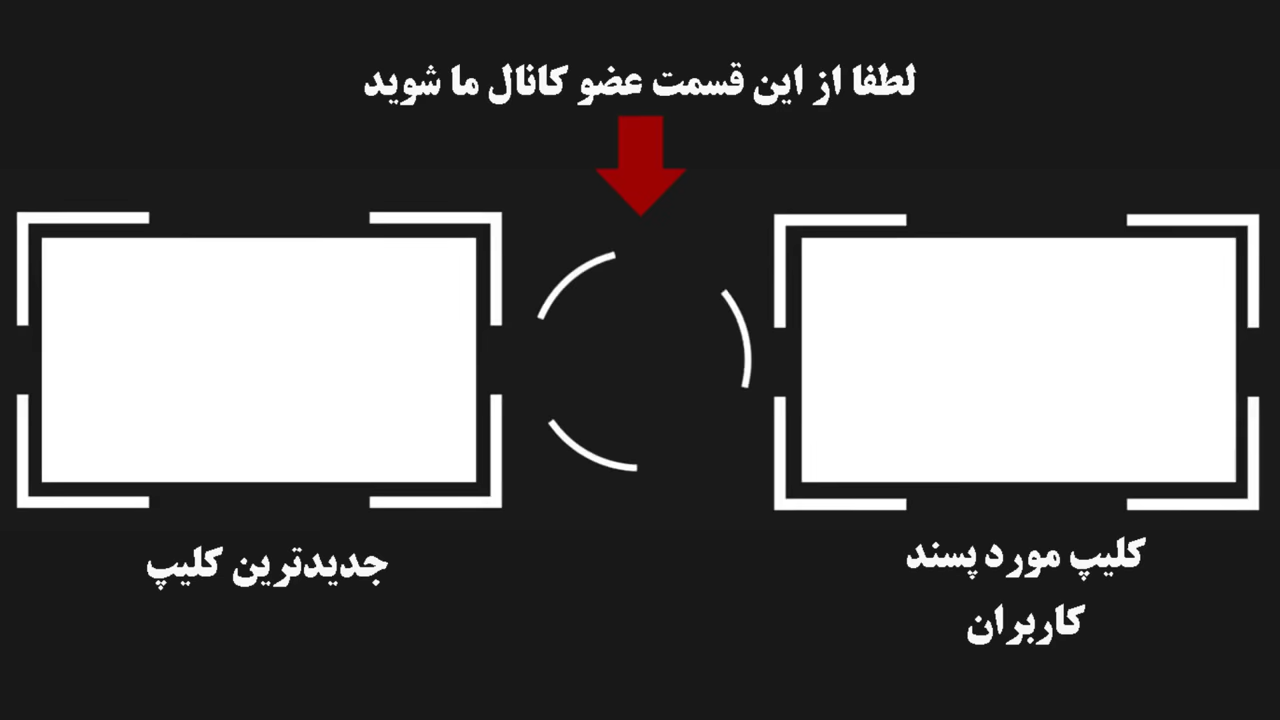 لطفا از این قسمت عضو کانال ما شوید
کلیپ مورد پسند
کاربران
جدیدترین کلیپ